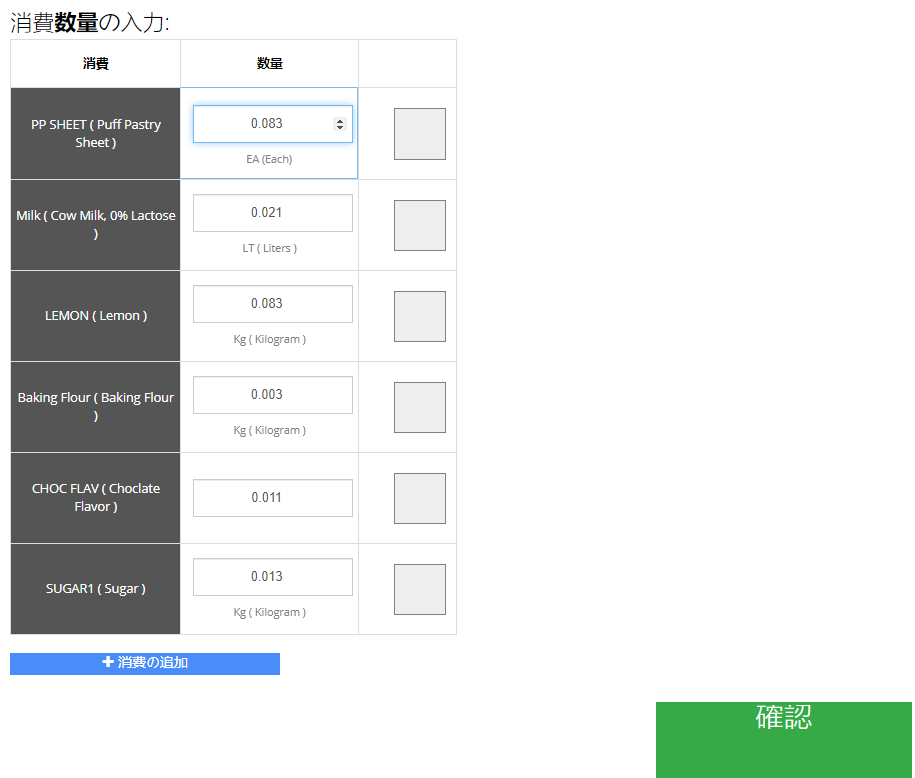 消費数量の入力:
消費 数量
PP SHEET ( Puff Pastry
Sheet )
0.083
EA (Each)
Milk ( Cow Milk, 0% Lactose
)
0.021
LT ( Liters )
LEMON ( Lemon )
0.083
Kg ( Kilogram )
Baking Flour ( Baking Flour
)
0.003
Kg ( Kilogram )
CHOC FLAV ( Choclate
Flavor )
0.011
SUGAR1 ( Sugar )
0.013
Kg ( Kilogram )
+ 消費の追加
確認